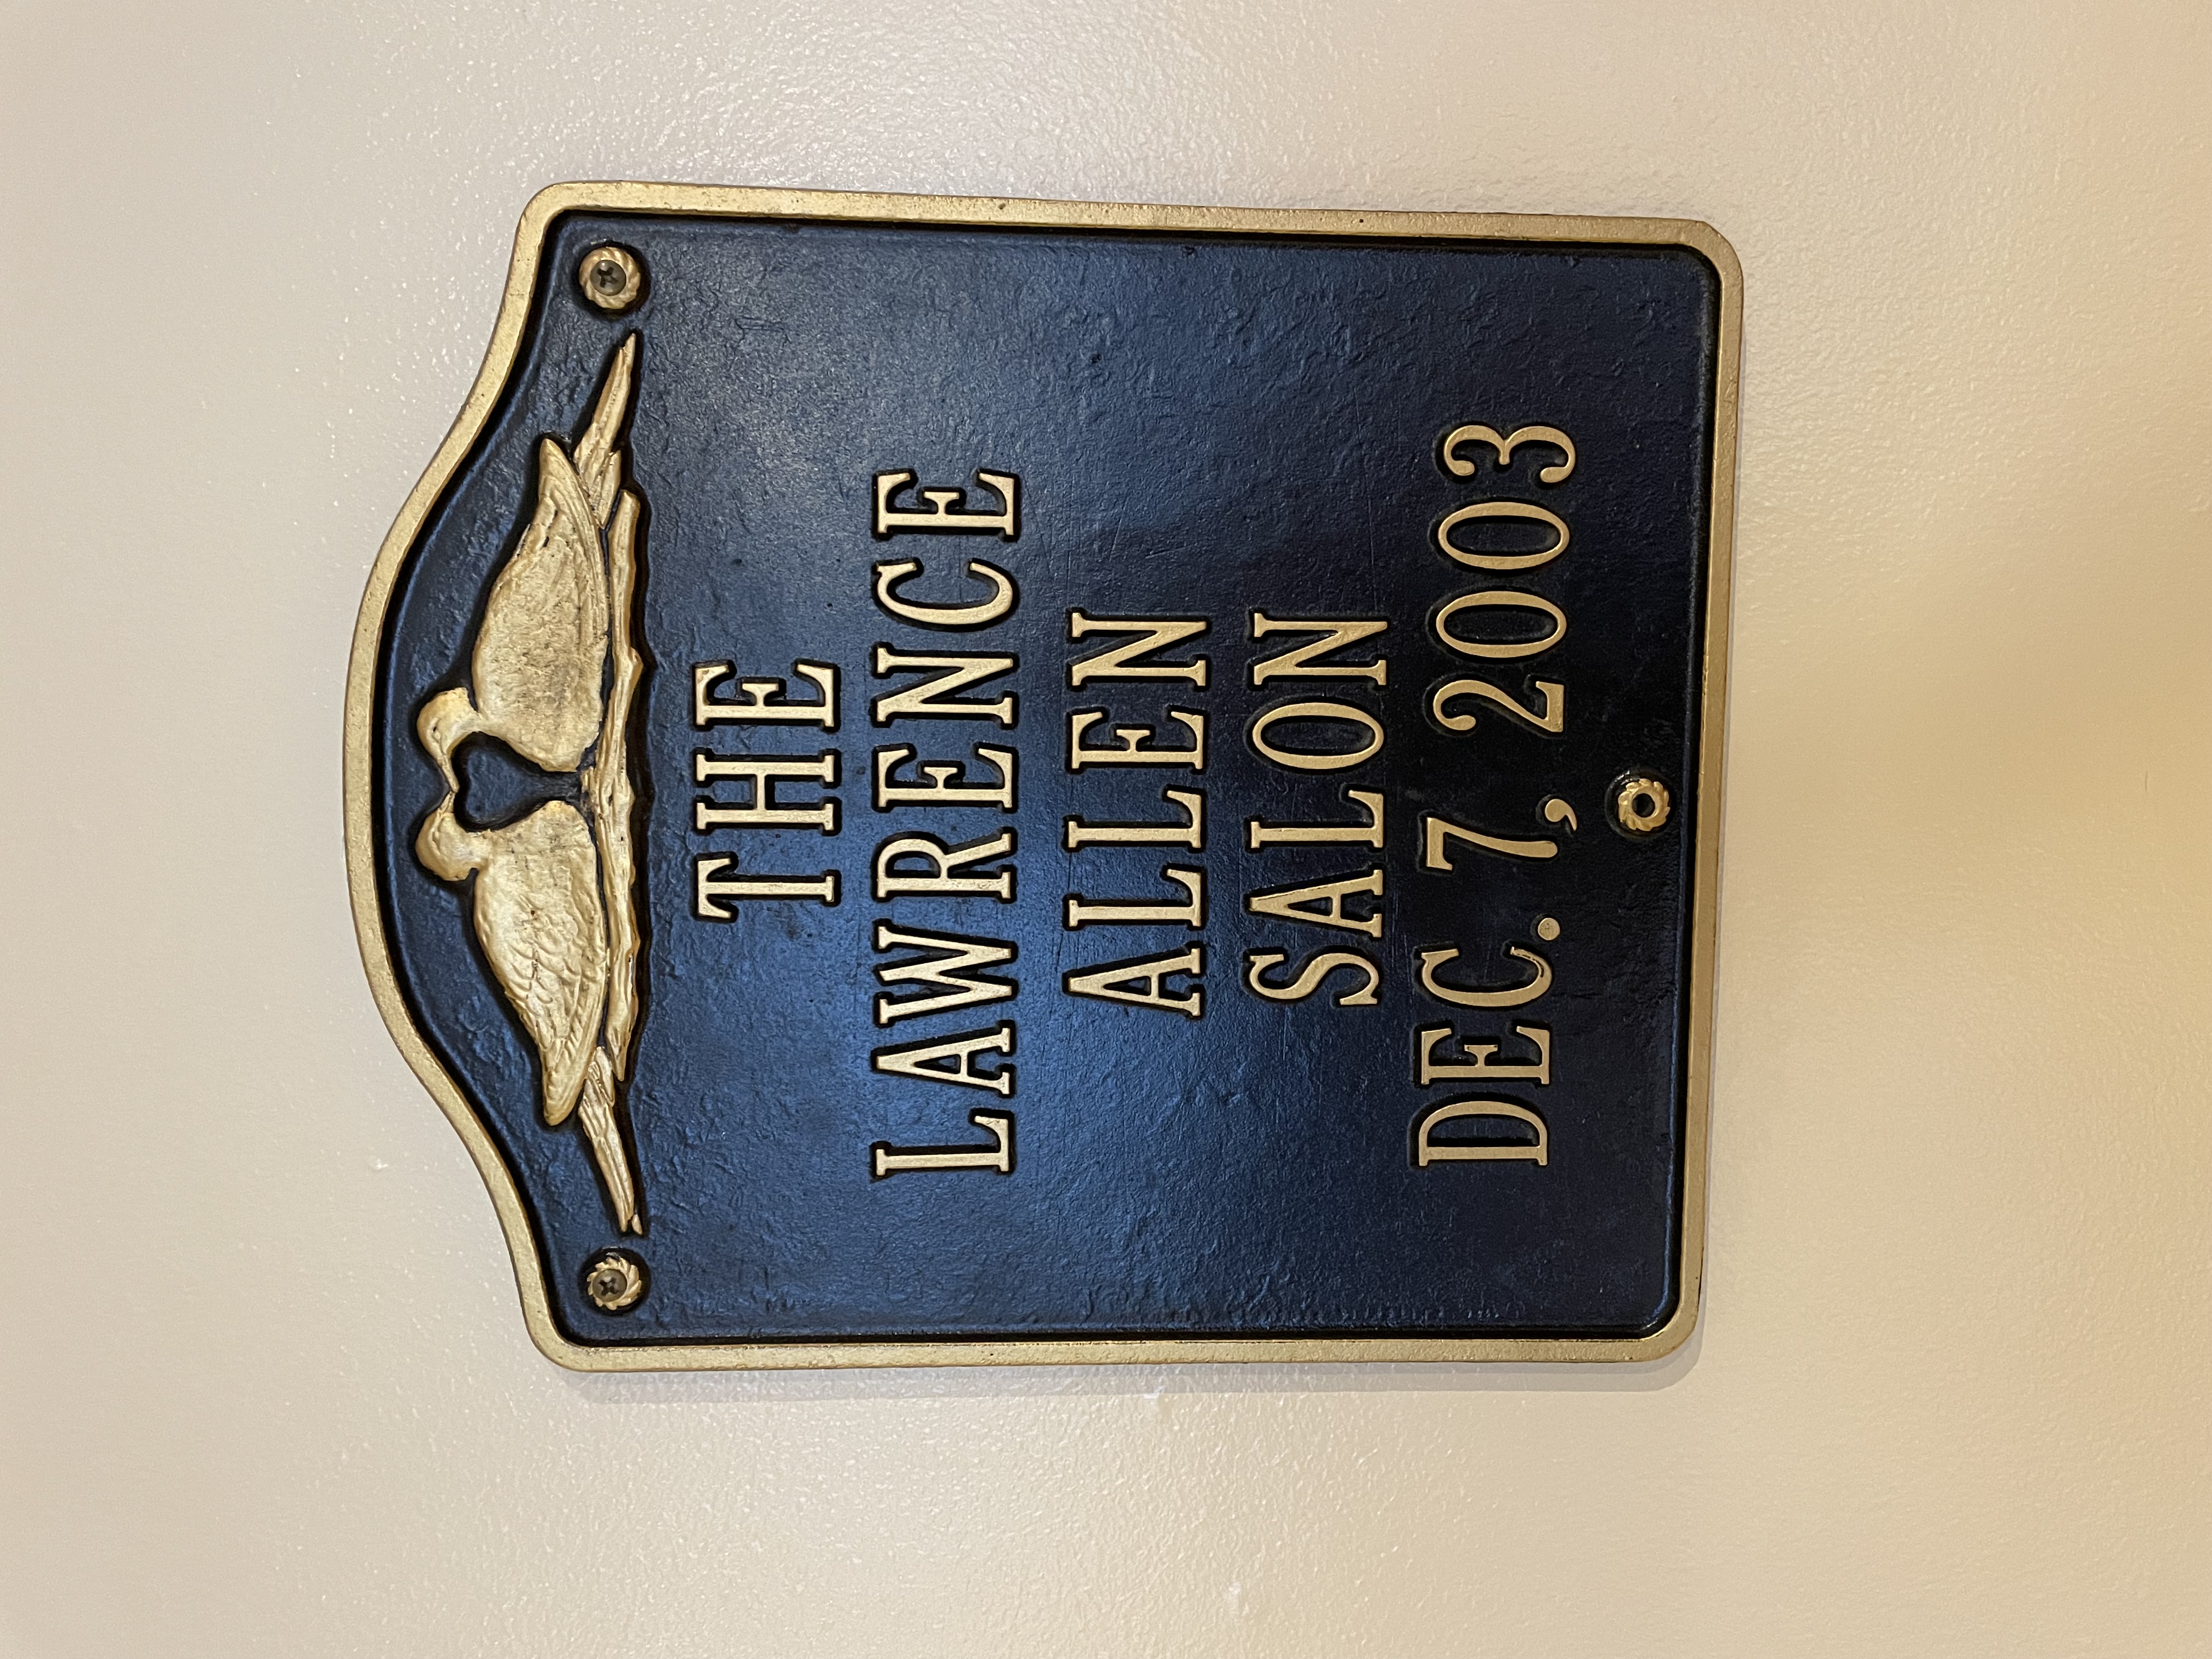 THE
LAWRENCE
ALLEN
SALON
DEC. 7, 2003